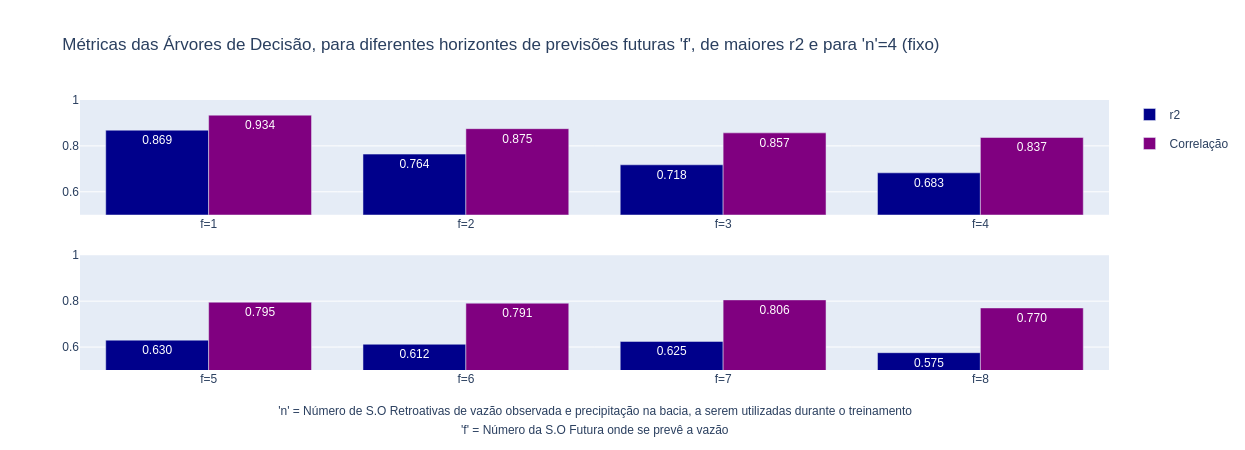 Métricas das Árvores de Decisão, para diferentes horizontes de previsões futuras 'f', de maiores r2 e para 'n'=4 (fixo)
1
0.8
0.6
0.869
0.934
0.764
0.875
0.718
0.857
0.683
0.837
f=1
f=2
f=3
f=4
r2
Correlação
1
0.8
0.6
0.630
0.795
0.612
0.791
0.625
0.806
0.575
0.770
f=5
f=6
f=7
f=8
'n' = Número de S.O Retroativas de vazão observada e precipitação na bacia, a serem utilizadas durante o treinamento
'f' = Número da S.O Futura onde se prevê a vazão